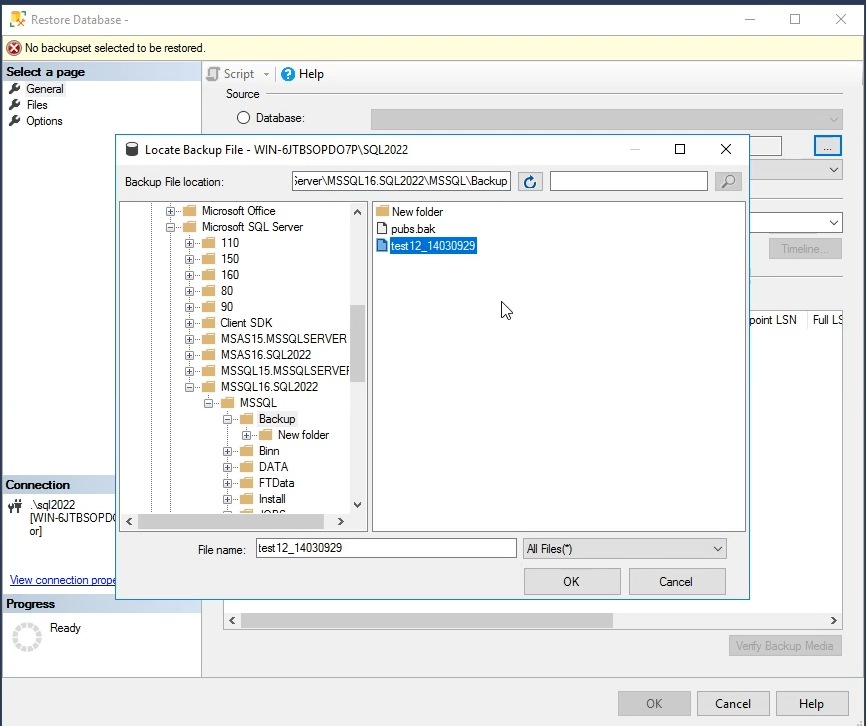 Restore Database -
No backupset selected to be restored.
Select a page
General
Files
Options
Script
Help
Source
Database:
...
Timeline...
point LSN
Full LS
Locate Backup File - WIN-6JTBSOPDO7P\SQL2022
Backup File location:
Server\MSSQL16.SQL2022\MSSQL\Backup
Microsoft Office
Microsoft SQL Server
110
150
160
80
90
Client SDK
MSAS15.MSSQLSERVER
MSAS16.SQL2022
MSSQL15.MSSQLSERVER
MSSQL16.SQL2022
MSSQL
Backup
New folder
Binn
DATA
FTData
Install
JOBS
New folder
pubs.bak
test12_14030929
File name:
test12_14030929
All Files(*)
OK
Cancel
Connection
.\sql2022
[WIN-6JTBSOPDO
or]
View connection prope
Progress
Ready
Verify Backup Media
OK
Cancel
Help